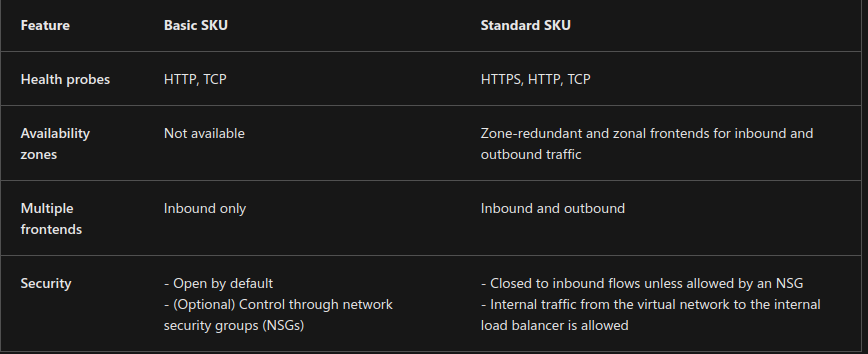 Feature Basic SKU Standard SKU
Health probes HTTP, TCP HTTPS, HTTP, TCP
Availability zones Not available Zone-redundant and zonal frontends for inbound and
outbound traffic
Multiple frontends Inbound only Inbound and outbound
Security - Open by default - Closed to inbound flows unless allowed by an NSG
- (Optional) Control through network - Internal traffic from the virtual network to the internal
security groups (NSGs) load balancer is allowed